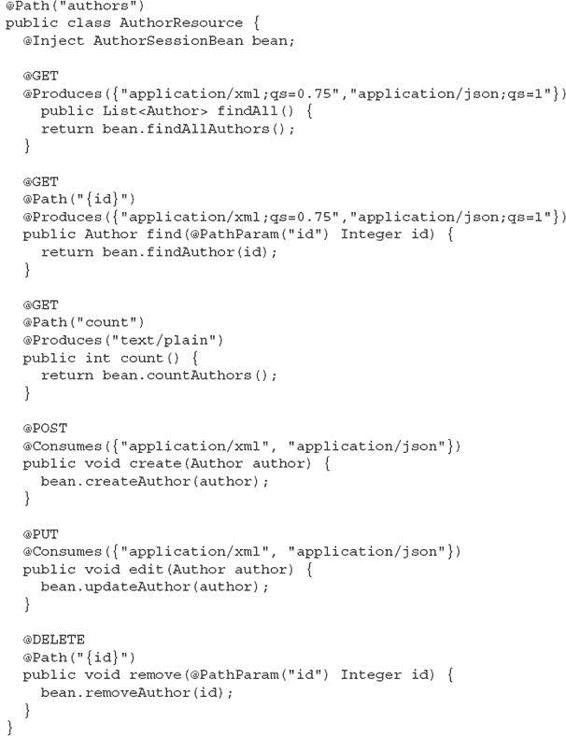 @Path("authors")
public class AuthorResource {
@Inject AuthorSessionBean bean;
@GET
@Produces({"application/xml;qs=0.75","application/json;qs=1"})
public List<Author> findAll() {
return bean.findAllAuthors();
}
@GET
@Path("{id}")
@Produces({"application/xml;qs=0.75","application/json;qs=1"})
public Author find(@PathParam("id") Integer id) {
return bean.findAuthor(id);
}
@GET
@Path("count")
@Produces("text/plain")
public int count() {
return bean.countAuthors();
}
@POST
@Consumes({"application/xml", "application/json"})
public void create(Author author) {
bean.createAuthor(author);
}
@PUT
@Consumes({"application/xml", "application/json"})
public void edit(Author author) {
bean.updateAuthor(author);
}
@DELETE
@Path("{id}")
public void remove(@PathParam("id") Integer id) {
bean.removeAuthor(id);
}
}